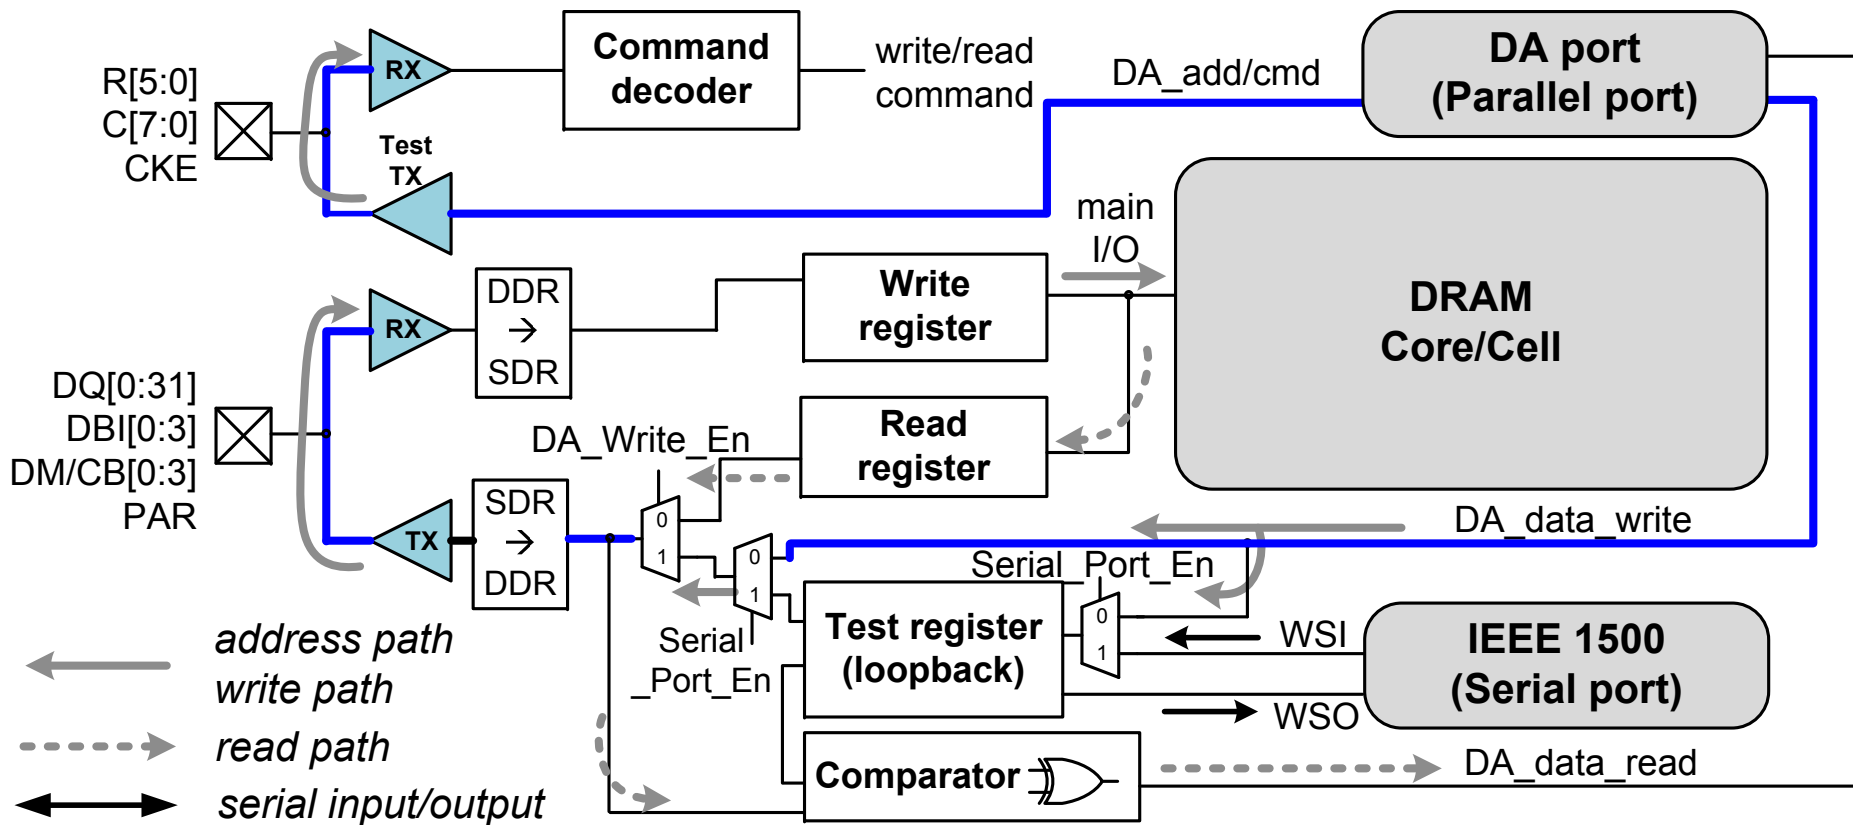 R[5:0]
C[7:0]
CKE
RX
Command
decoder
write/read
command
DA_add/cmd
DA port
(Parallel port)
Test
TX
main
I/O
DRAM
Core/Cell
RX
DDR
→
SDR
Write
register
DQ[0:31]
DBI[0:3]
DM/CB[0:3]
PAR
Read
register
DA_Write_En
TX
SDR
→
DDR
0
1
0
1
DA_data_write
Serial_Port_En
Serial
_Port_En
Test register
(loopback)
0
1
WSI
WSO
IEEE 1500
(Serial port)
Comparator
DA_data_read
address path
write path
read path
serial input/output